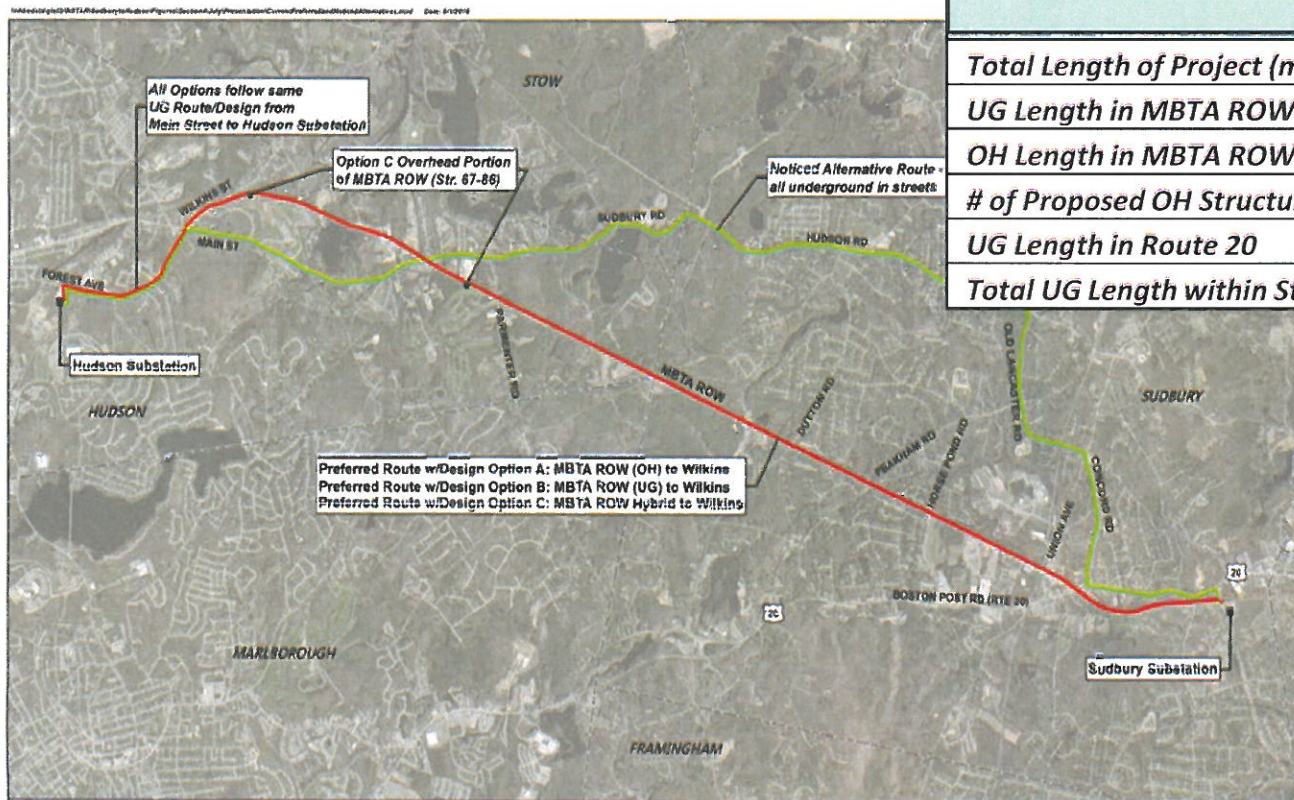 Date: 8/1/2016
Total Length of Project (m
UG Length in MBTA ROW
OH Length in MBTA ROW
# of Proposed OH Structu
UG Length in Route 20
Total UG Length within St
STOW
All Options follow same
UG Route/Design from
Main Street to Hudson Substation
Option C Overhead Portion
of MBTA ROW (Str. 67-86)
Noticed Alternative Route -
all underground in streets
WILKINS ST
MAIN ST
SUDBURY RD
HUDSON RD
FOREST AVE
PARMENTER RD
OLD LANCASTER RD
Hudson Substation
MBTA ROW
DUTTON RD
SUDBURY
HUDSON
PEAKHAM RD
HORSE POND RD
CONCORD RD
Preferred Route w/Design Option A: MBTA ROW (OH) to Wilkins
Preferred Route w/Design Option B: MBTA ROW (UG) to Wilkins
Preferred Route w/Design Option C: MBTA ROW Hybrid to Wilkins
UNION AVE
20
BOSTON POST RD (RTE 20)
20
MARLBOROUGH
Sudbury Substation
FRAMINGHAM